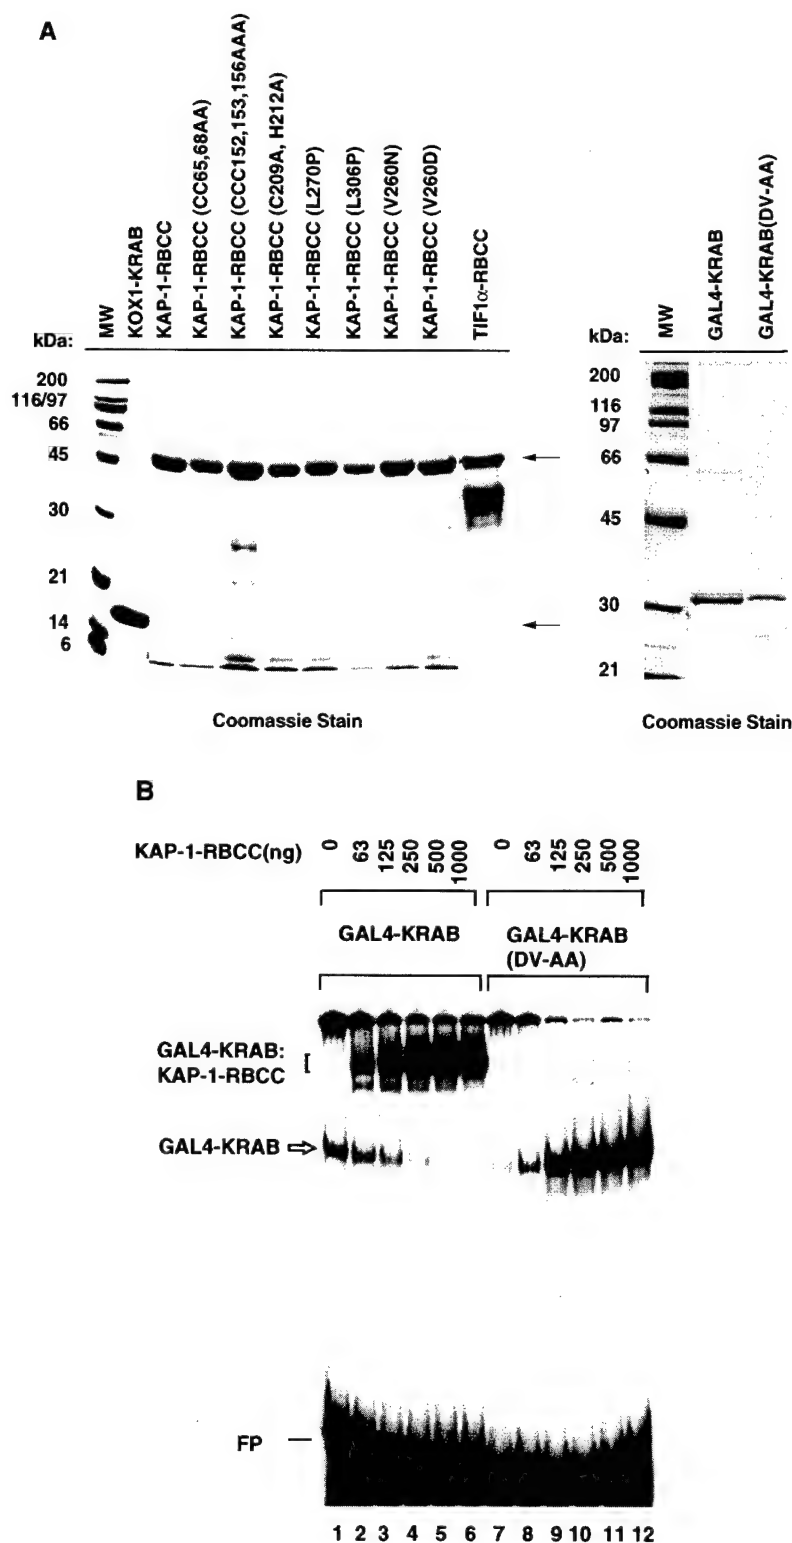 A
MW
KOX1-KRAB
KAP-1-RBCC
KAP-1-RBCC (CC65,68AA)
KAP-1-RBCC (CCC152,153,156AAA)
KAP-1-RBCC (C209A, H212A)
KAP-1-RBCC (L270P)
KAP-1-RBCC (L306P)
KAP-1-RBCC (V260N)
KAP-1-RBCC (V260D)
TIF1α-RBCC
kDa:
200
116/97
66
45
30
21
14
6
Coomassie Stain
MW
GAL4-KRAB
GAL4-KRAB(DV-AA)
kDa:
200
116
97
66
45
30
21
Coomassie Stain
B
KAP-1-RBCC(ng) 0 63 125 250 500 1000 0 63 125 250 500 1000
GAL4-KRAB
GAL4-KRAB
(DV-AA)
GAL4-KRAB:
KAP-1-RBCC
GAL4-KRAB
FP
1 2 3 4 5 6 7 8 9 10 11 12